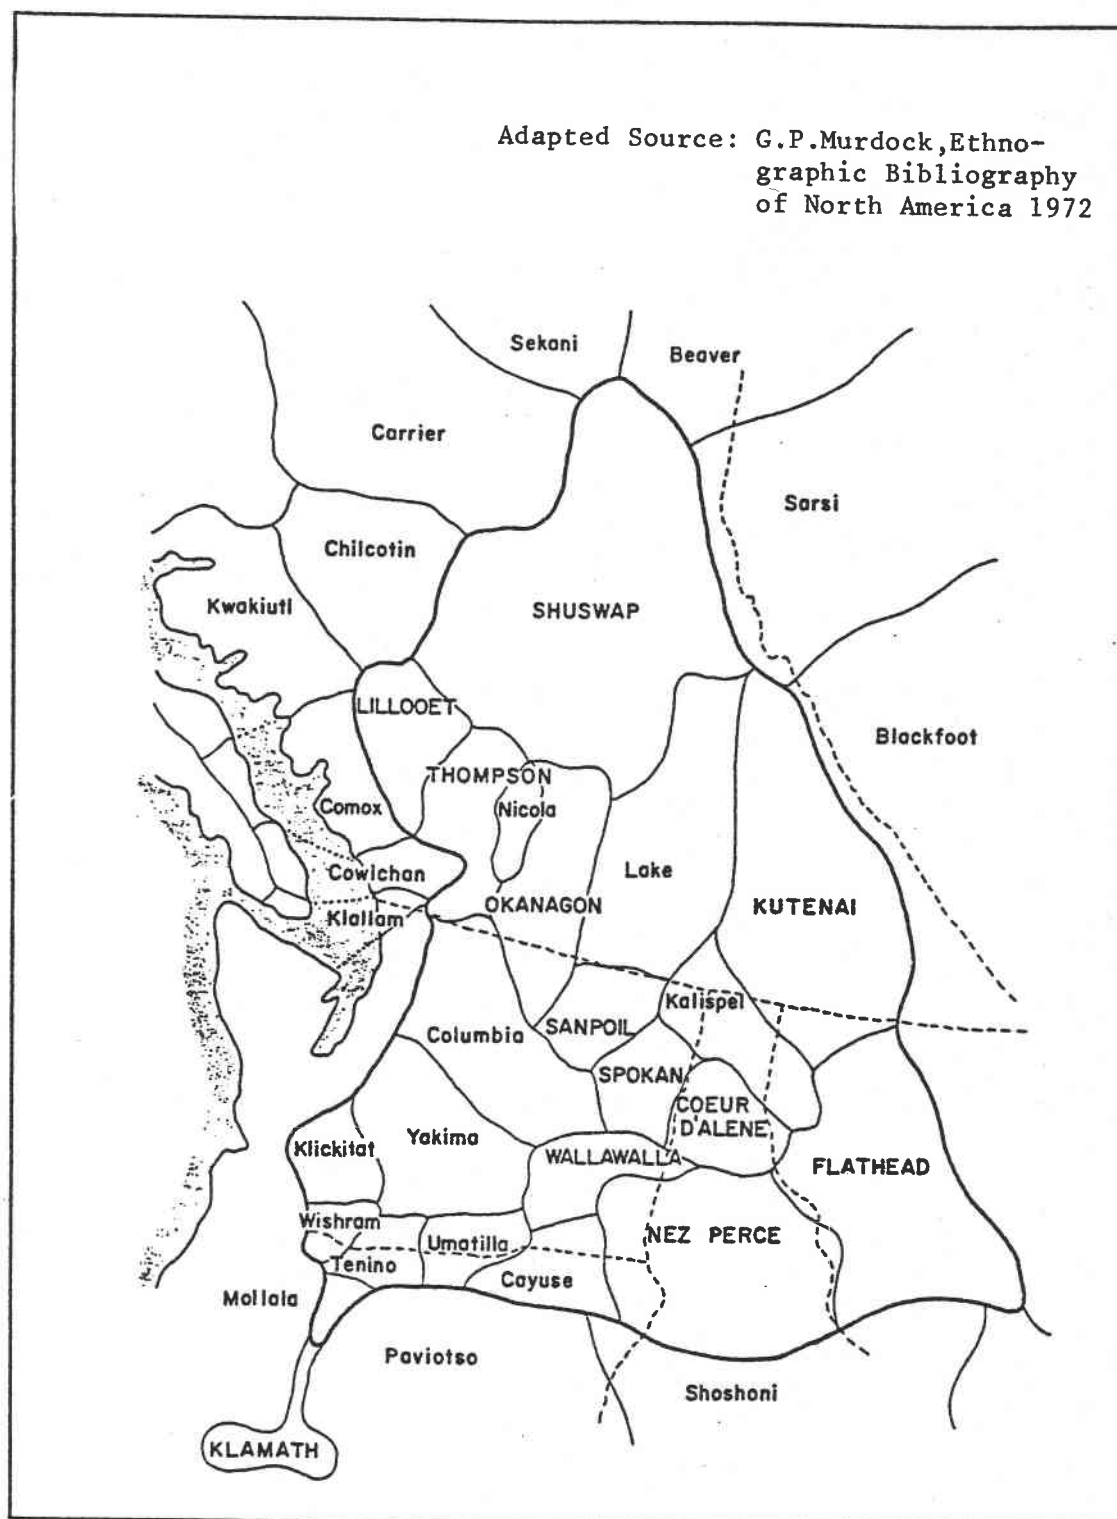 Adapted Source: G.P.Murdock,Ethno-
graphic Bibliography
of North America 1972
Sekani
Beaver
Carrier
Sarsi
Chilcotin
Kwakiutl
SHUSWAP
LILLOOET
Blackfoot
THOMPSON
Nicola
Comox
Lake
Cowichan
OKANAGON
KUTENAI
Klallam
Kalispel
Columbia
SANPOIL
SPOKAN
COEUR
D'ALENE
Klickitat
Yakima
WALLAWALLA
FLATHEAD
Wishram
Umatilla
NEZ PERCE
Tenino
Cayuse
Mollala
Paviotso
Shoshoni
KLAMATH